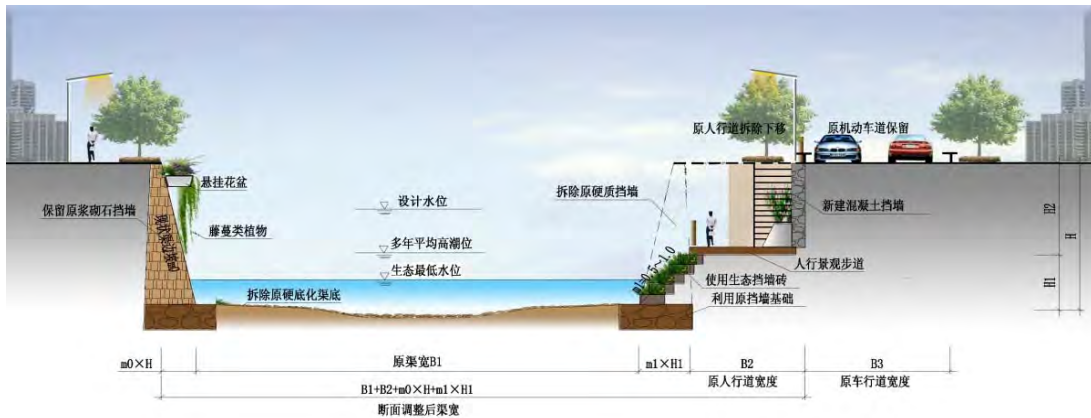 原人行道拆除下移
原机动车道保留
悬挂花盆
拆除原硬质挡墙
设计水位
新建混凝土挡墙
保留原浆砌石挡墙
藤蔓类植物
H2
H
多年平均高潮位
人行景观步道
生态最低水位
使用生态挡墙砖
H1
拆除原硬底化渠底
利用原挡墙基础
m0×H
原渠宽B1
m1×H1
B2
B3
原人行道宽度
原车行道宽度
B1+B2+m0×H+m1×H1
断面调整后渠宽